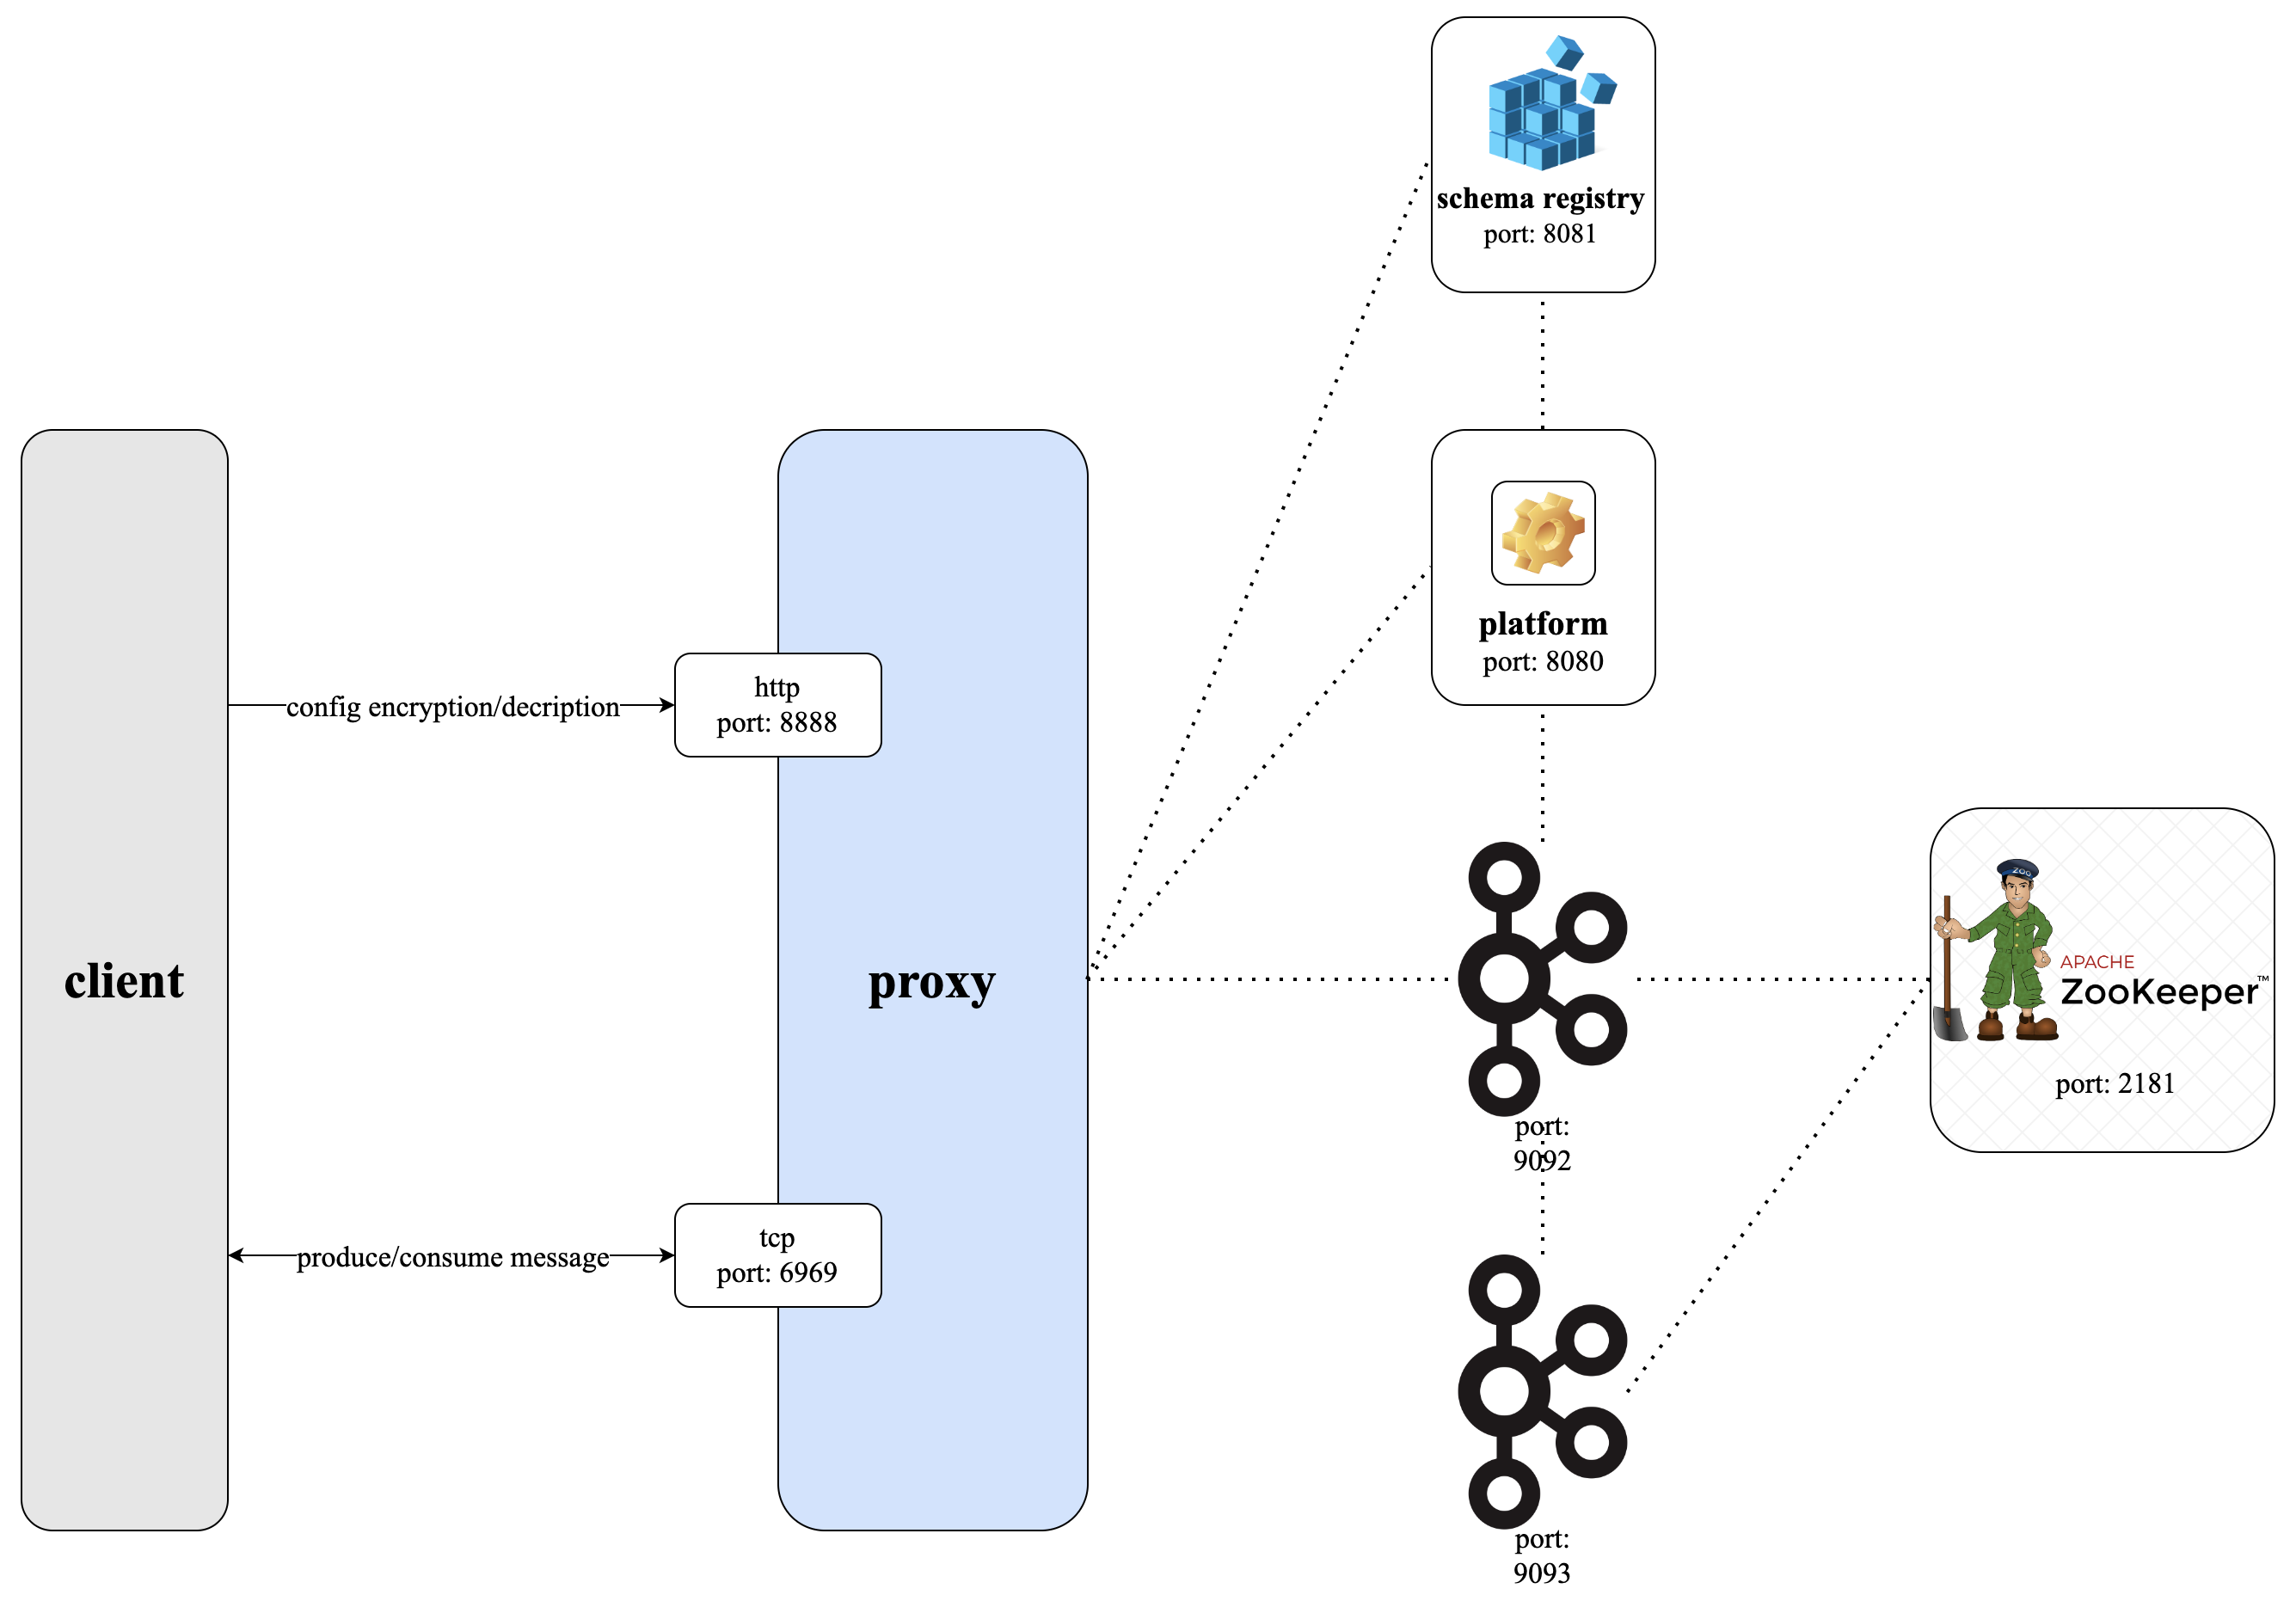 schema registry
port: 8081
platform
port: 8080
client
config encryption/decription
http
port: 8888
proxy
produce/consume message
tcp
port: 6969
port:
9092
port:
9093
ZOO
APACHE
ZooKeeper™
port: 2181